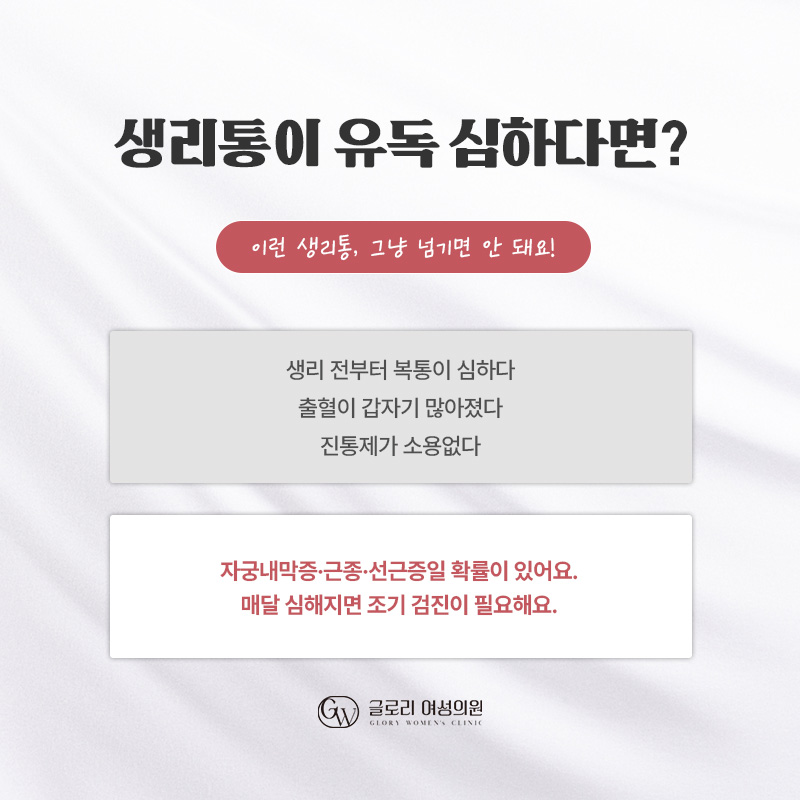 생리통이 유독 심하다면?
이런 생리통, 그냥 넘기면 안 돼요!
생리 전부터 복통이 심하다
출혈이 갑자기 많아졌다
진통제가 소용없다
자궁내막증·근종·선근증일 확률이 있어요.
매달 심해지면 조기 검진이 필요해요.
GW 글로리 여성의원
GLORY WOMEN's CLINIC